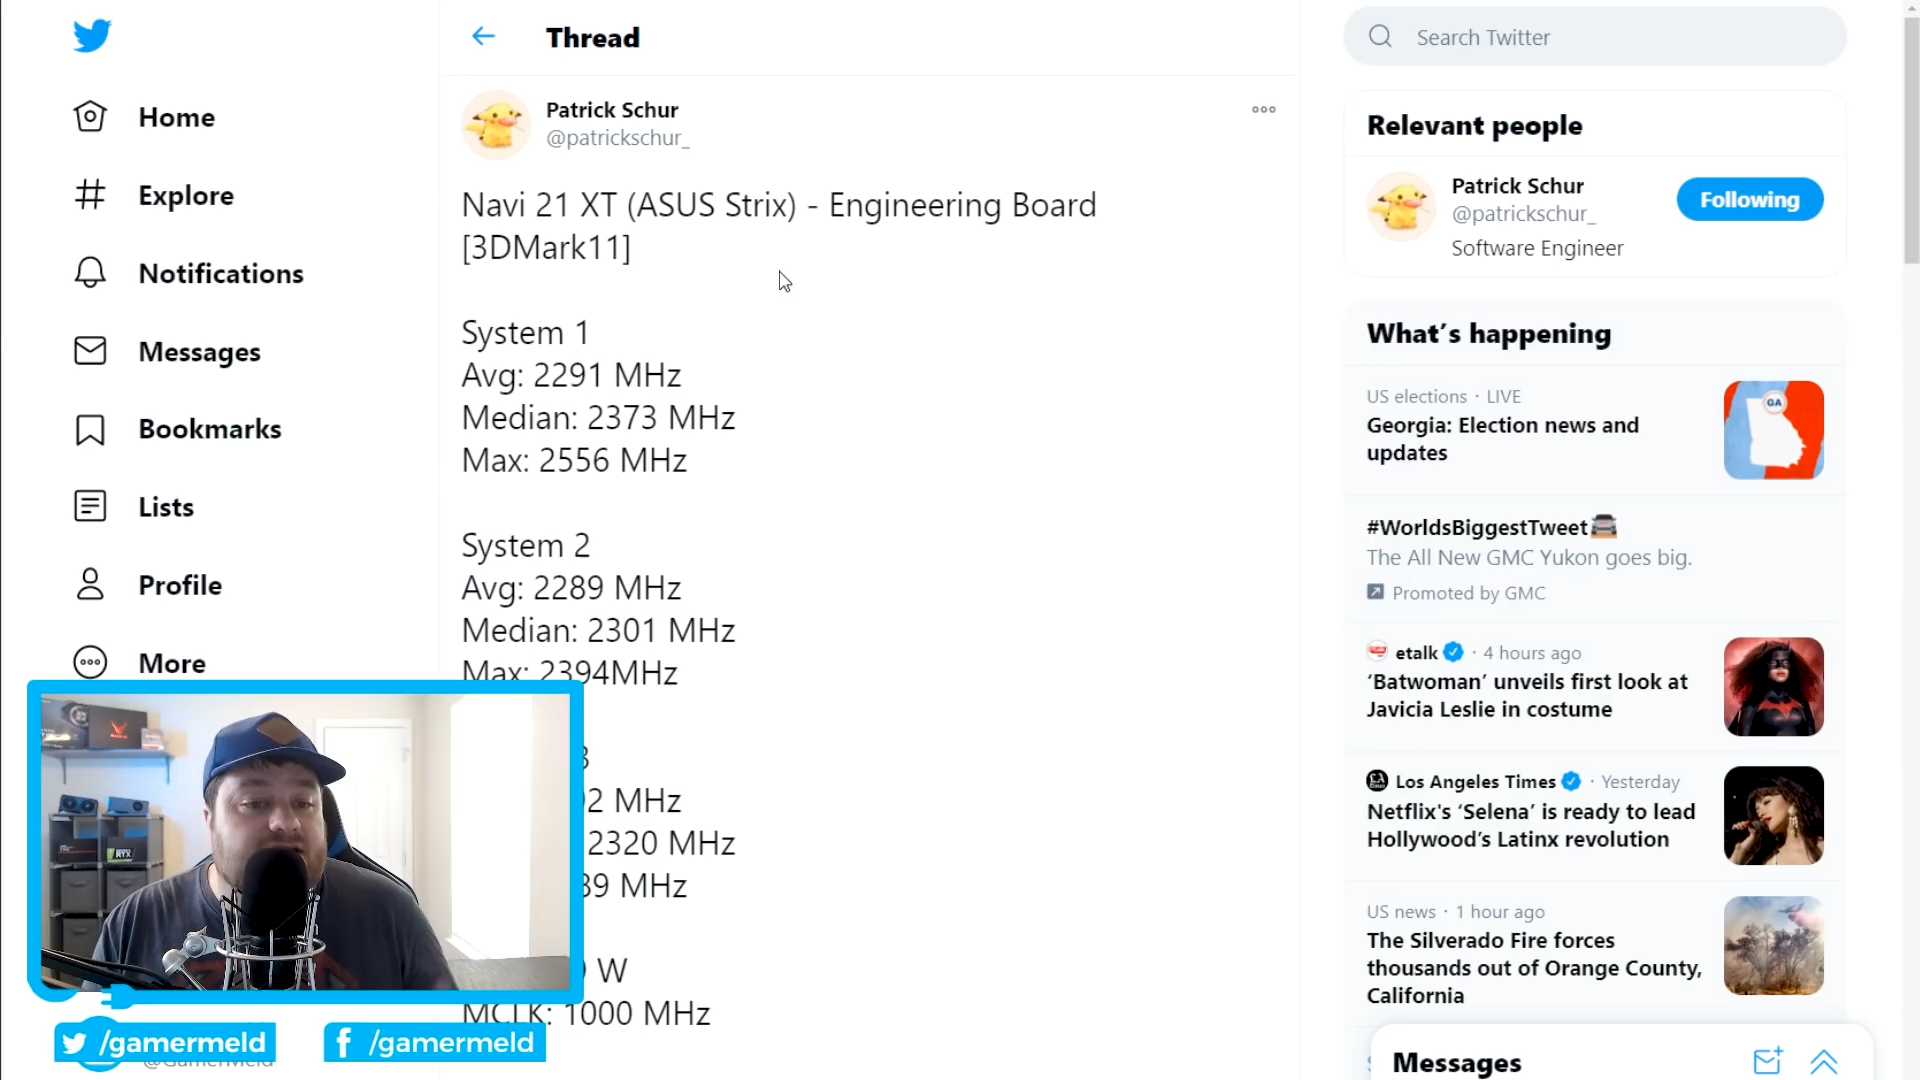 Thread
Search Twitter
Home
Explore
Notifications
Messages
Bookmarks
Lists
Profile
More
Patrick Schur
@patrickschur_
Navi 21 XT (ASUS Strix) - Engineering Board
[3DMark11]
System 1
Avg: 2291 MHz
Median: 2373 MHz
Max: 2556 MHz
System 2
Avg: 2289 MHz
Median: 2301 MHz
Max: 2394MHz
MHz
2320 MHz
MHz
W
MCLK: 1000 MHz
Relevant people
Patrick Schur
@patrickschur_
Software Engineer
Following
What's happening
US elections · LIVE
Georgia: Election news and
updates
GA
#WorldsBiggestTweet
The All New GMC Yukon goes big.
Promoted by GMC
etalk · 4 hours ago
‘Batwoman’ unveils first look at
Javicia Leslie in costume
Los Angeles Times · Yesterday
Netflix's ‘Selena’ is ready to lead
Hollywood’s Latinx revolution
US news · 1 hour ago
The Silverado Fire forces
thousands out of Orange County,
California
Messages
RTX
/gamermeld
/gamermeld
@GamerMeld